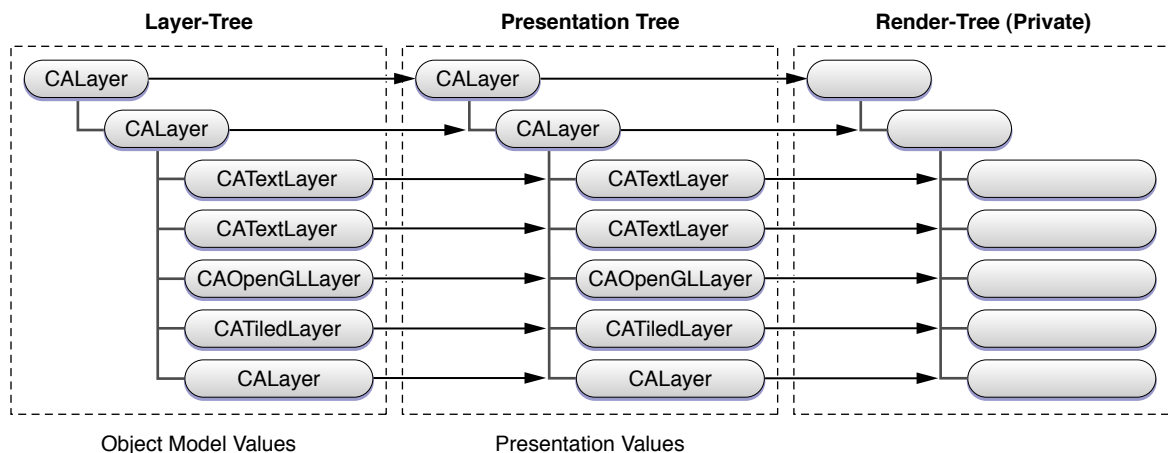 Layer-Tree
Presentation Tree
Render-Tree (Private)
CALayer
CALayer
CALayer
CALayer
CATextLayer
CATextLayer
CATextLayer
CATextLayer
CAOpenGLLayer
CAOpenGLLayer
CATiledLayer
CATiledLayer
CALayer
CALayer
Object Model Values
Presentation Values